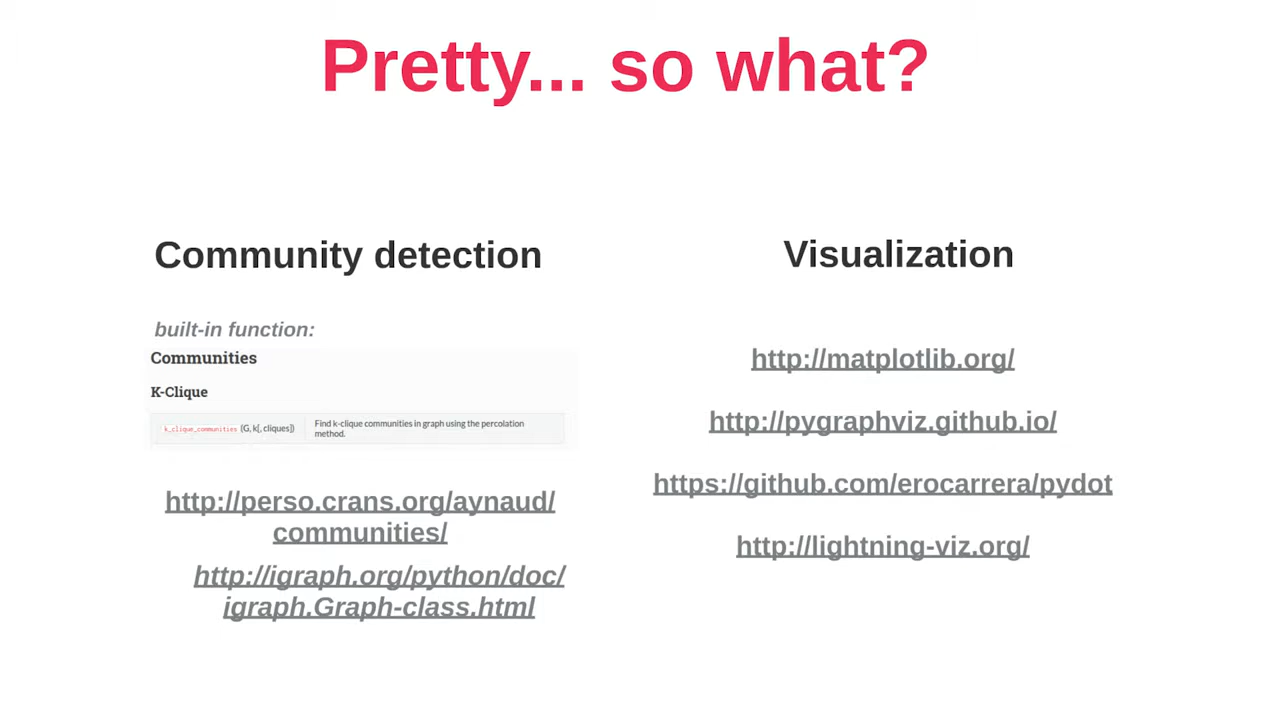 Pretty... so what?
Community detection
built-in function:
Communities
K-Clique
k_clique_communities (G, k[, cliques])
Find k-clique communities in graph using the percolation
method.
http://perso.crans.org/aynaud/
communities/
http://igraph.org/python/doc/
igraph.Graph-class.html
Visualization
http://matplotlib.org/
http://pygraphviz.github.io/
https://github.com/erocarrera/pydot
http://lightning-viz.org/